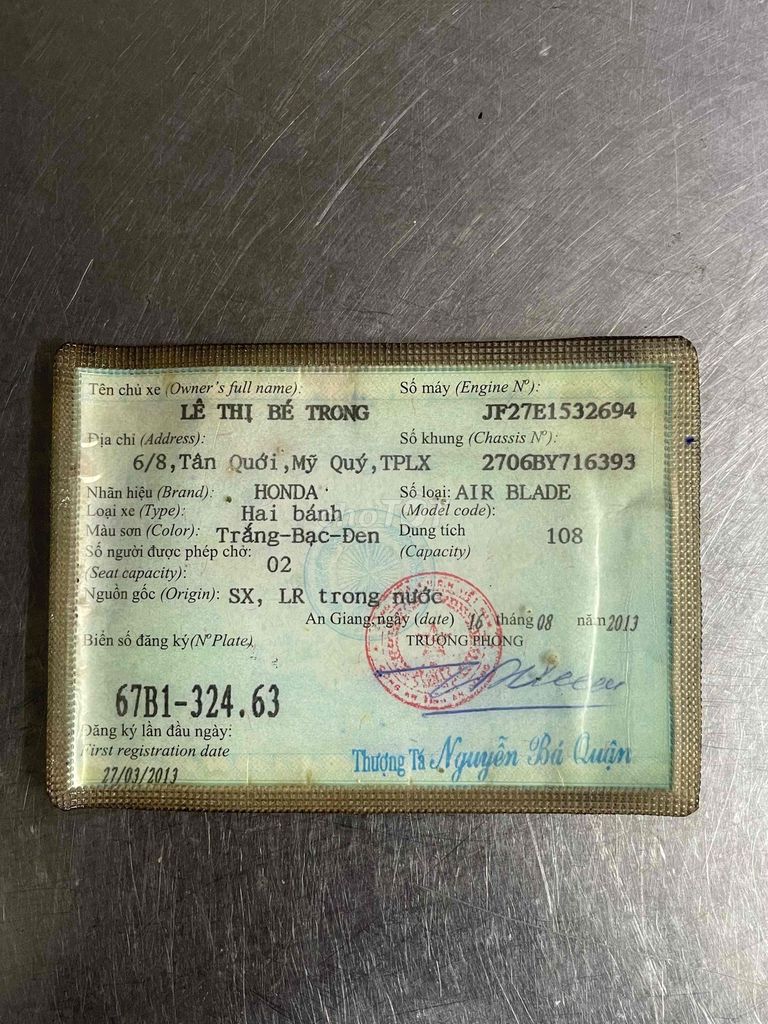 Tên chủ xe (Owner's full name):
LÊ THỊ BÉ TRONG
Số máy (Engine Nº):
JF27E1532694
Địa chỉ (Address):
6/8,Tân Quới,Mỹ Quý,TPLX
Số khung (Chassis Nº):
2706BY716393
Nhãn hiệu (Brand): HONDA
Số loại: AIR BLADE
(Model code):
Loại xe (Type): Hai bánh
Màu sơn (Color): Trắng-Bạc-Đen
Dung tích 108
(Capacity)
Số người được phép chở: 02
(Seat capacity):
Nguồn gốc (Origin): SX, LR trong nước
An Giang, ngày (date) 16 tháng 08 năm 2013
Biển số đăng ký(NºPlate)
TRƯỞNG PHÒNG
67B1-324.63
Đăng ký lần đầu ngày:
First registration date
27/03/2013
Thượng Tá Nguyễn Bá Quận